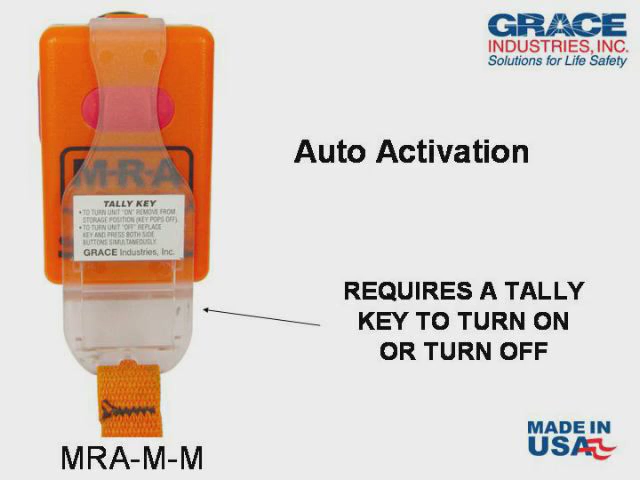 GRACE
INDUSTRIES, INC.
Solutions for Life Safety
Auto Activation
M-R-A
TALLY KEY
• TO TURN UNIT "ON" REMOVE FROM
STORAGE POSITION (KEY POPS OFF).
• TO TURN UNIT "OFF" REPLACE
KEY AND PRESS BOTH SIDE
BUTTONS SIMULTANEOUSLY.
GRACE Industries, Inc.
REQUIRES A TALLY
KEY TO TURN ON
OR TURN OFF
MADE IN
USA
MRA-M-M